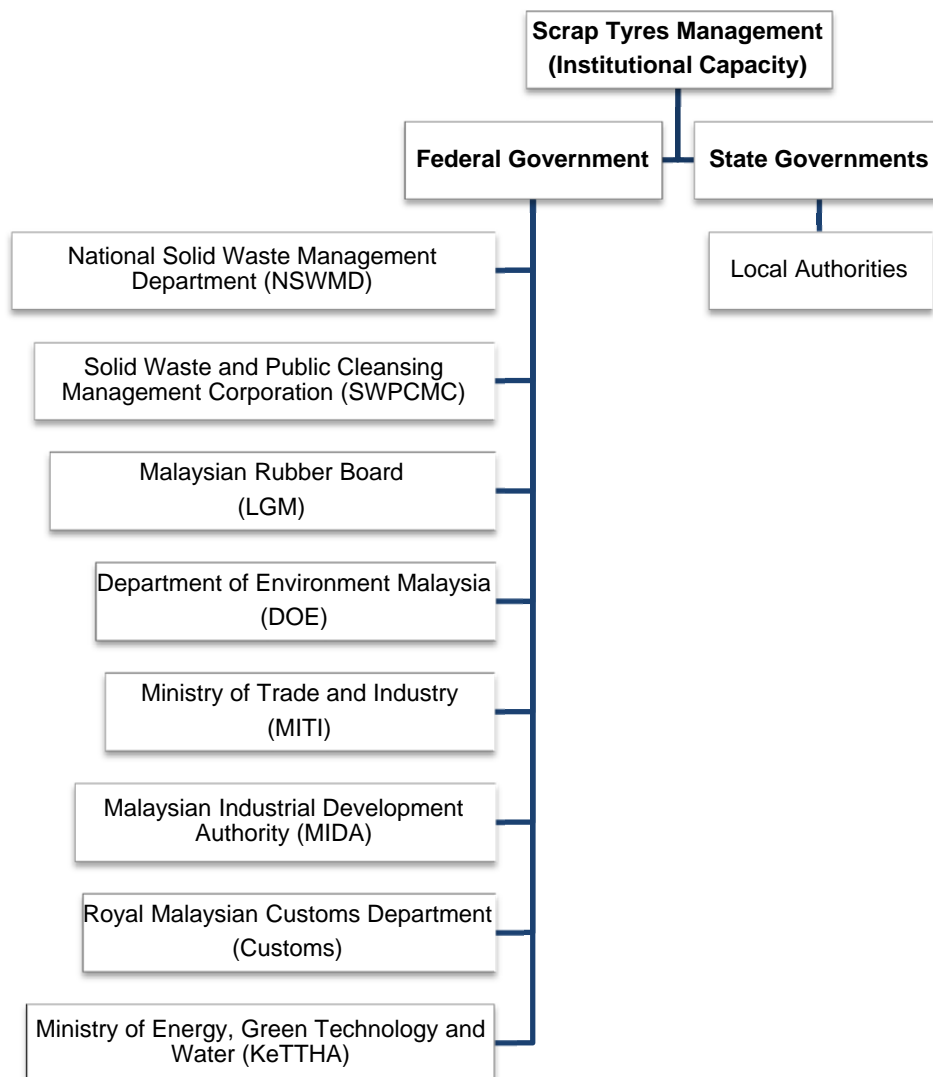 Scrap Tyres Management
(Institutional Capacity)
Federal Government
State Governments
National Solid Waste Management
Department (NSWMD)
Local Authorities
Solid Waste and Public Cleansing
Management Corporation (SWPCMC)
Malaysian Rubber Board
(LGM)
Department of Environment Malaysia
(DOE)
Ministry of Trade and Industry
(MITI)
Malaysian Industrial Development
Authority (MIDA)
Royal Malaysian Customs Department
(Customs)
Ministry of Energy, Green Technology and
Water (KeTTHA)